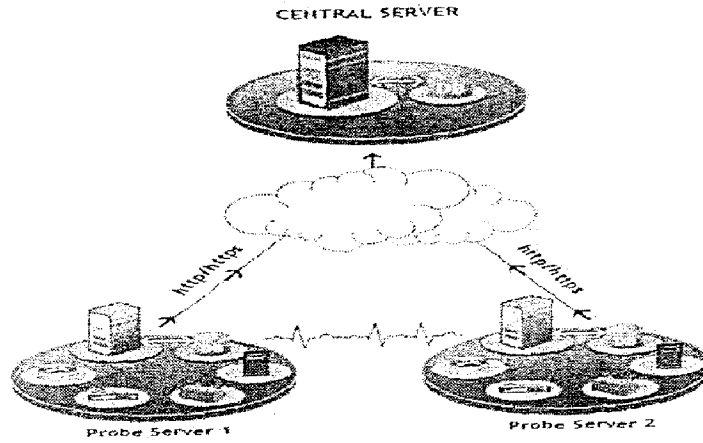 CENTRAL SERVER
http/https
http/https
Probe Server 1
Probe Server 2